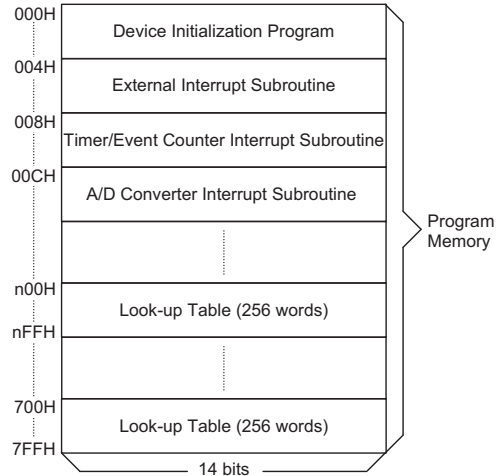 000H
Device Initialization Program
004H
External Interrupt Subroutine
008H
Timer/Event Counter Interrupt Subroutine
00CH
A/D Converter Interrupt Subroutine
Program
Memory
n00H
Look-up Table (256 words)
nFFH
700H
Look-up Table (256 words)
7FFH
14 bits